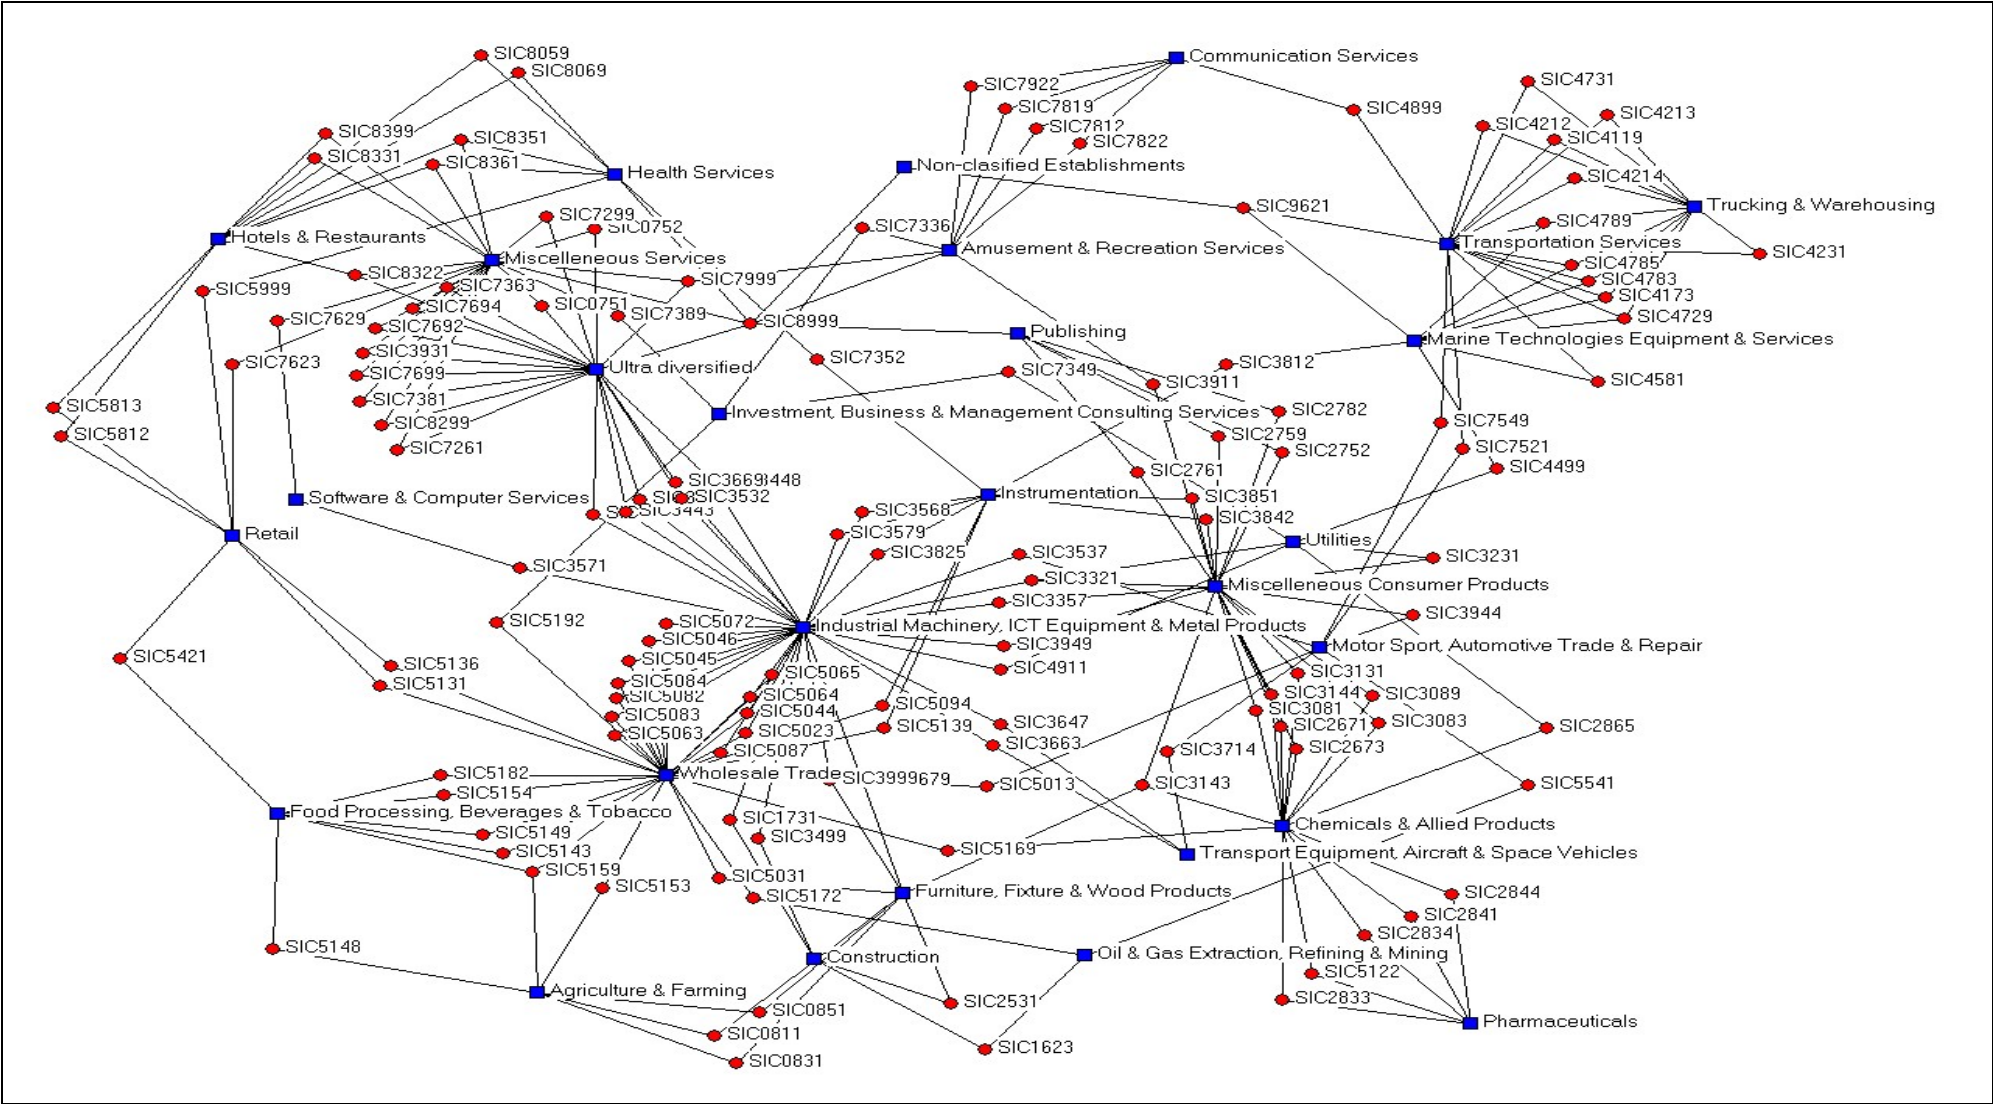 SIC8059
Communication Services
SIC8069
SIC4731
SIC7922
SIC7819
SIC4899
SIC4213
SIC4212
SIC7812
SIC8399
SIC8351
SIC7822
SIC4119
SIC8331
SIC8361
Non-clasified Establishments
Health Services
SIC4214
SIC9621
Trucking & Warehousing
SIC7299
SIC0752
SIC7336
SIC4789
Hotels & Restaurants
Transportation Services
Amusement & Recreation Services
SIC4231
Miscelleneous Services
SIC4785
SIC8322
SIC7999
SIC4783
SIC5999
SIC7363
SIC4173
SIC7694
SIC0751
SIC7389
SIC4729
SIC7629
SIC7692
SIC8999
Publishing
Marine Technologies Equipment & Services
SIC3931
SIC7352
SIC7623
SIC3812
Ultra diversified
SIC7699
SIC7349
SIC4581
SIC3911
SIC7381
SIC5813
Investment, Business & Management Consulting Services
SIC2782
SIC8299
SIC7549
SIC5812
SIC2759
SIC7261
SIC2752
SIC7521
SIC4499
SIC2761
SIC3669
3448
Software & Computer Services
SIC3532
Instrumentation
SIC3851
SIC3443
SIC3568
SIC3842
Retail
SIC3579
Utilities
SIC3825
SIC3537
SIC3231
SIC3571
SIC3321
Miscelleneous Consumer Products
SIC3357
SIC3944
SIC5192
SIC5072
Industrial Machinery, ICT Equipment & Metal Products
SIC5046
SIC3949
Motor Sport, Automotive Trade & Repair
SIC5421
SIC5136
SIC5045
SIC4911
SIC5131
SIC5084
SIC5065
SIC3131
SIC5082
SIC5064
SIC3144
SIC3089
SIC5083
SIC5044
SIC5094
SIC3081
SIC5063
SIC5023
SIC5139
SIC3647
SIC2671
SIC3083
SIC2865
SIC5087
SIC3663
SIC3714
SIC2673
SIC5182
Wholesale Trade
SIC3999679
SIC5013
SIC3143
SIC5541
SIC5154
Food Processing, Beverages & Tobacco
SIC1731
Chemicals & Allied Products
SIC5149
SIC3499
SIC5143
SIC5169
Transport Equipment, Aircraft & Space Vehicles
SIC5159
SIC5031
SIC5153
SIC5172
Furniture, Fixture & Wood Products
SIC2844
SIC2841
SIC2834
SIC5148
Construction
Oil & Gas Extraction, Refining & Mining
SIC5122
Agriculture & Farming
SIC2531
SIC2833
SIC0851
Pharmaceuticals
SIC0811
SIC1623
SIC0831